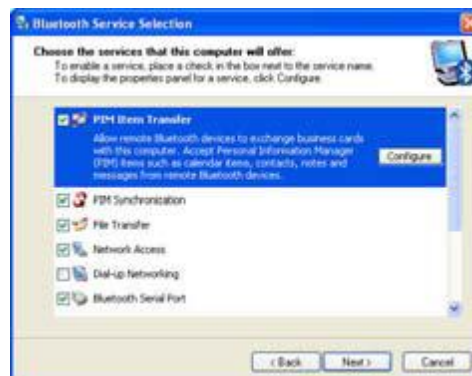 Bluetooth Service Selection
Choose the services that this computer will offer:
To enable a service, place a check in the box next to the service name.
To display the properties panel for a service, click Configure.
PIM Item Transfer
Allow remote Bluetooth devices to exchange business cards
with this computer. Accept Personal Information Manager
(PIM) items such as calendar items, contacts, notes and
messages from remote Bluetooth devices.
Configure
PIM Synchronization
File Transfer
Network Access
Dial-up Networking
Bluetooth Serial Port
< Back
Next >
Cancel